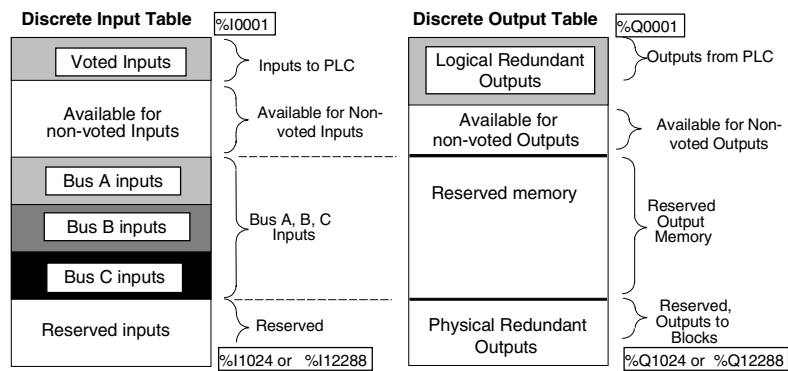 Discrete Input Table
%I0001
Voted Inputs
Inputs to PLC
Available for
non-voted Inputs
Available for Non-
voted Inputs
Bus A inputs
Bus B inputs
Bus C inputs
Bus A, B, C
Inputs
Reserved inputs
Reserved
%I1024 or %I12288
Discrete Output Table
%Q0001
Logical Redundant
Outputs
Outputs from PLC
Available for
non-voted Outputs
Available for Non-
voted Outputs
Reserved memory
Reserved
Output
Memory
Physical Redundant
Outputs
Reserved,
Outputs to
Blocks
%Q1024 or %Q12288